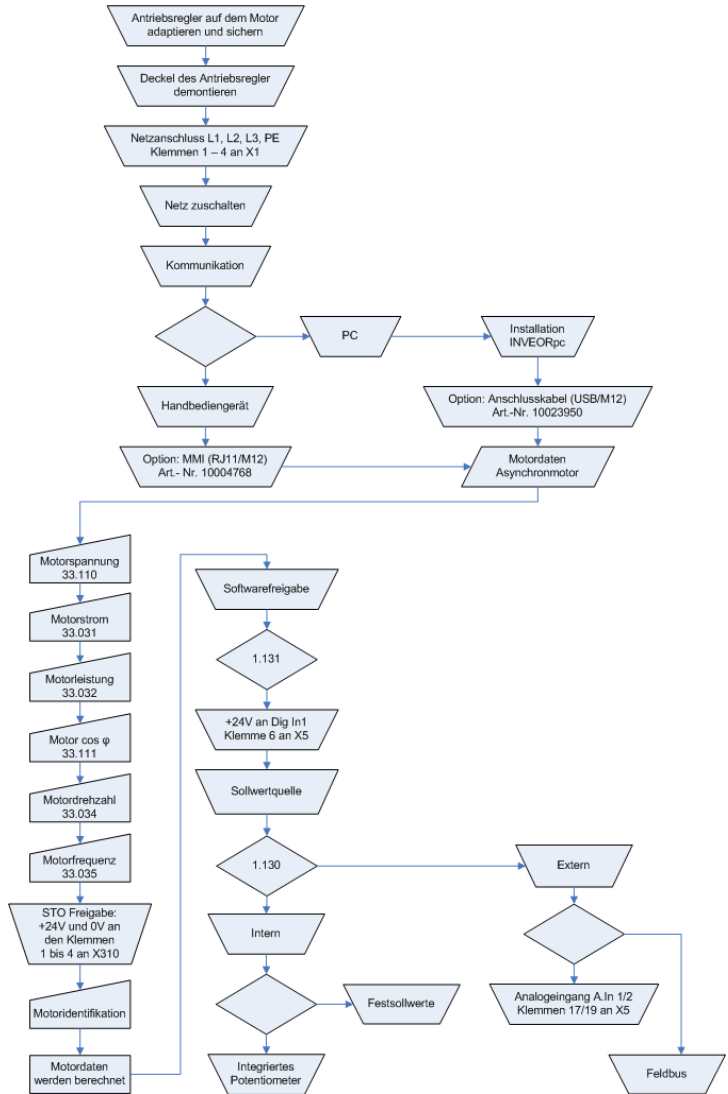 Antriebsregler auf dem Motor
adaptieren und sichern
Deckel des Antriebsregler
demontieren
Netzanschluss L1, L2, L3, PE
Klemmen 1 – 4 an X1
Netz zuschalten
Kommunikation
PC
Installation
INVEORpc
Handbediengerät
Option: Anschlusskabel (USB/M12)
Art.-Nr. 10023950
Option: MMI (RJ11/M12)
Art.- Nr. 10004768
Motordaten
Asynchronmotor
Motorspannung
33.110
Motorstrom
33.031
Motorleistung
33.032
Motor cos φ
33.111
Motordrehzahl
33.034
Motorfrequenz
33.035
STO Freigabe:
+24V und 0V an
den Klemmen
1 bis 4 an X310
Motoridentifikation
Motordaten
werden berechnet
Softwarefreigabe
1.131
+24V an Dig In1
Klemme 6 an X5
Sollwertquelle
1.130
Extern
Intern
Festsollwerte
Analogeingang A.In 1/2
Klemmen 17/19 an X5
Integriertes
Potentiometer
Feldbus